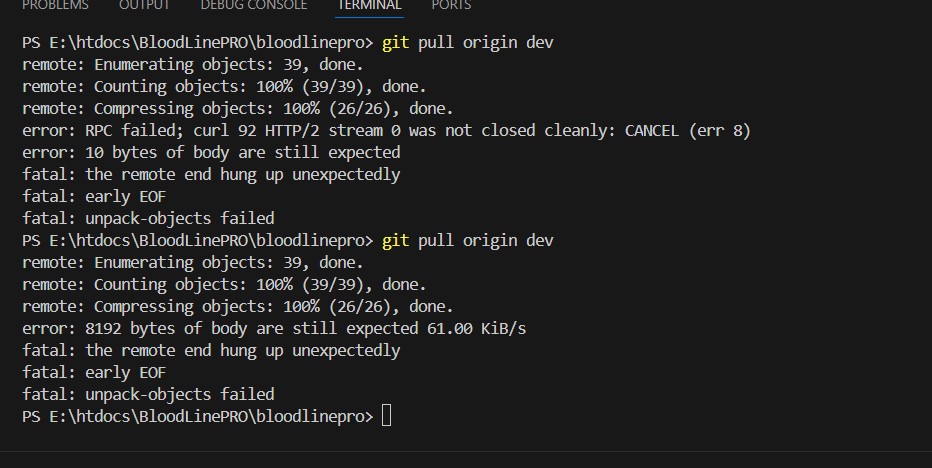 PROBLEMS OUTPUT DEBUG CONSOLE TERMINAL PORTS
PS E:\htdocs\BloodLinePRO\bloodlinepro> git pull origin dev
remote: Enumerating objects: 39, done.
remote: Counting objects: 100% (39/39), done.
remote: Compressing objects: 100% (26/26), done.
error: RPC failed; curl 92 HTTP/2 stream 0 was not closed cleanly: CANCEL (err 8)
error: 10 bytes of body are still expected
fatal: the remote end hung up unexpectedly
fatal: early EOF
fatal: unpack-objects failed
PS E:\htdocs\BloodLinePRO\bloodlinepro> git pull origin dev
remote: Enumerating objects: 39, done.
remote: Counting objects: 100% (39/39), done.
remote: Compressing objects: 100% (26/26), done.
error: 8192 bytes of body are still expected 61.00 KiB/s
fatal: the remote end hung up unexpectedly
fatal: early EOF
fatal: unpack-objects failed
PS E:\htdocs\BloodLinePRO\bloodlinepro>